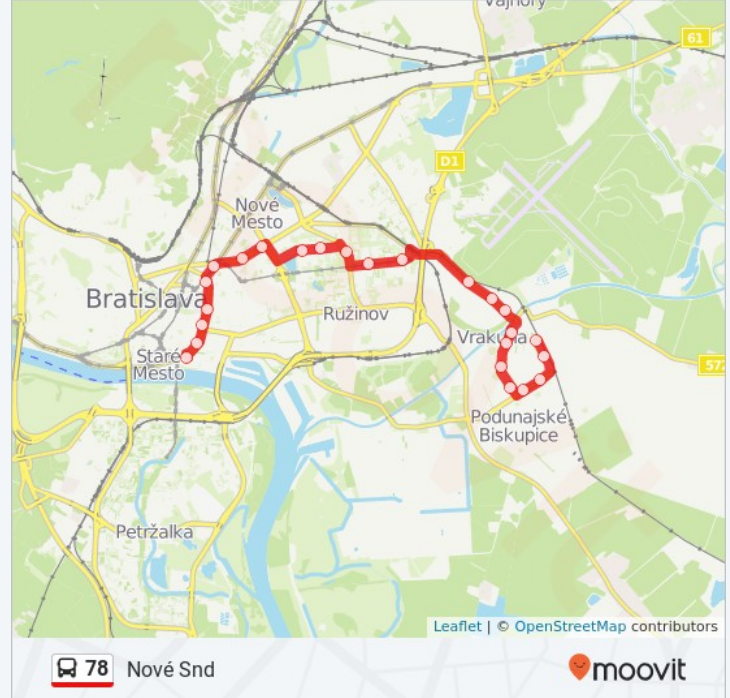 Vajnory
61
D1
Nové
Mesto
Bratislava
Ružinov
Vrakuňa
Staré
Mesto
572
Podunajské
Biskupice
Petržalka
Leaflet | © OpenStreetMap contributors
78 Nové Snd
moovit